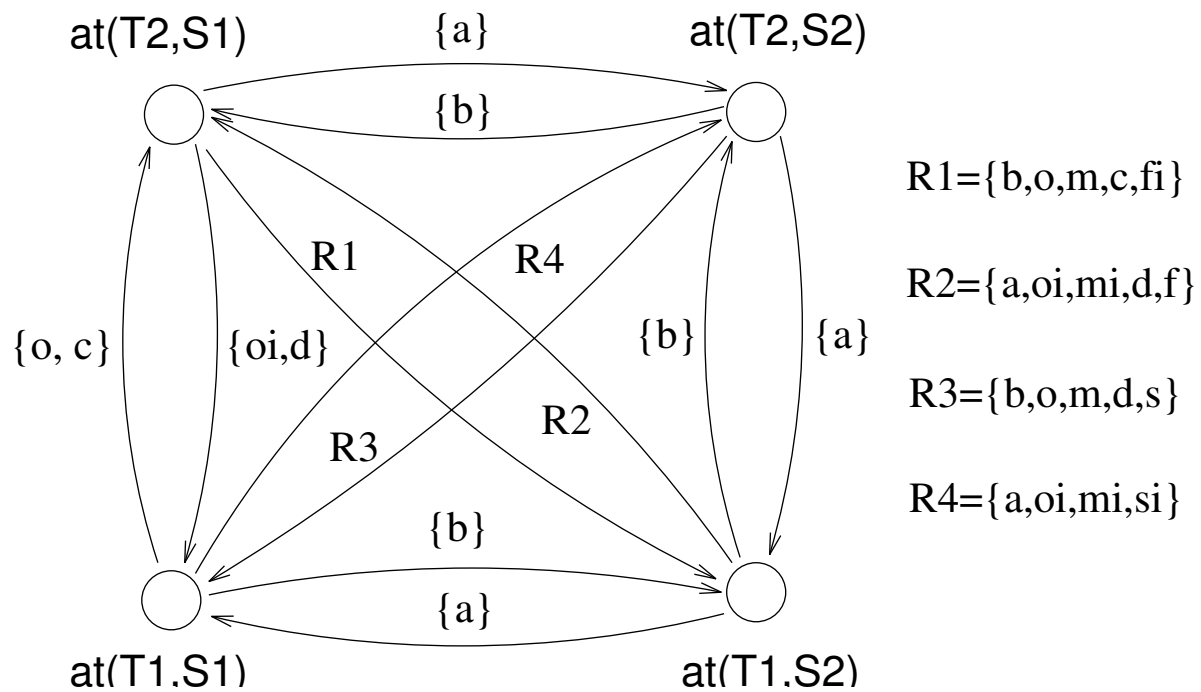 at(T2,S1)
{a}
at(T2,S2)
{b}
R1={b,o,m,c,fi}
R1
R4
R2={a,oi,mi,d,f}
{o, c}
{oi,d}
{b}
{a}
R3={b,o,m,d,s}
R3
R2
R4={a,oi,mi,si}
{b}
{a}
at(T1,S1)
at(T1,S2)